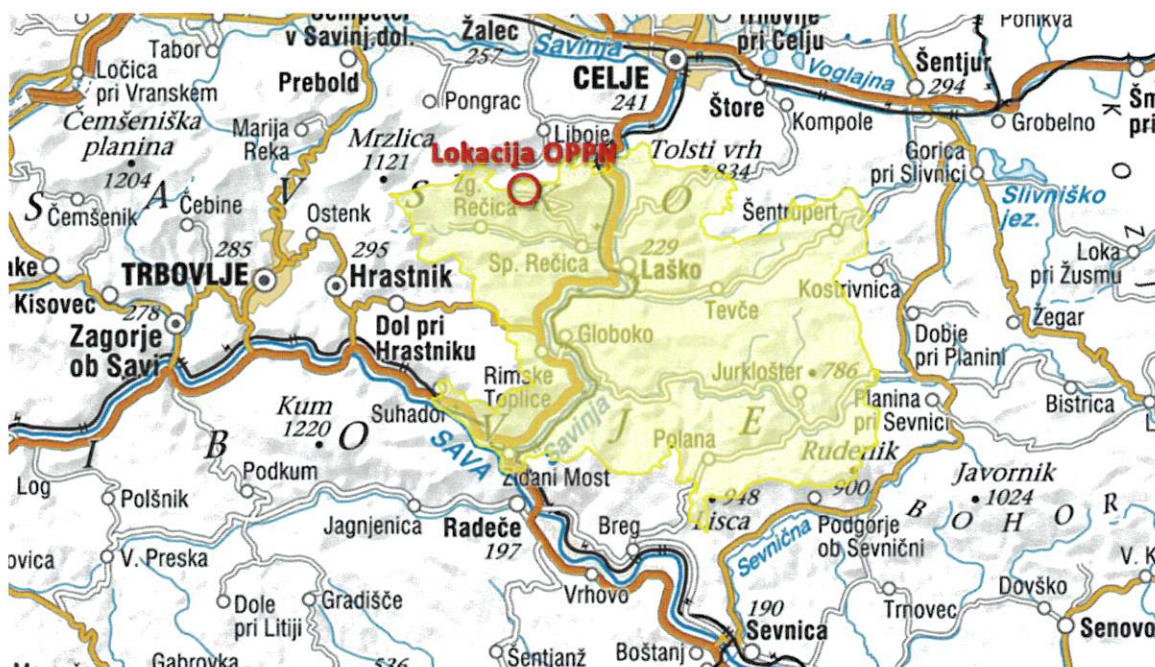 Šempeter
v Savinj.dol.
Žalec
257
Savinja
Trnovlje
pri Celju
Ponikva
Tabor
Ločica
pri Vranskem
Prebold
CELJE
241
Voglajna
Šentjur
294
Pongrac
Štore
Kompole
Grobelno
Čemšeniška
planina
1204
Marija
Reka
Mrzlica
1121
Liboje
Lokacija OPPN
Tolsti vrh
834
Gorica
pri Slivnici
Slivniško
jez.
Čemšenik
Čebine
Ostenk
Zg.
Rečica
Šentrupert
285
295
TRBOVLJE
Hrastnik
Sp. Rečica
229
Laško
Loka
pri Žusmu
Kisovec
278
Zagorje
ob Savi
Dol pri
Hrastniku
Globoko
Tevče
Kostrivnica
Dobje
pri Planini
Žegar
Rimske
Toplice
Jurklošter
786
Suhador
Kum
1220
SAVA
Savinja
Polana
Planina
pri Sevnici
Bistrica
Rudenik
900
Javornik
1024
Zidani Most
948
Lisca
Log
Polšnik
Podkum
Jagnjenica
Radeče
197
Breg
Podgorje
ob Sevnični
Sevnična
BOHOR
V. Preska
Vrhovo
Dole
pri Litiji
Gradišče
Trnovec
Dovško
190
Sevnica
Senovo
Gabrovka
536
Šentjanž
Boštanj